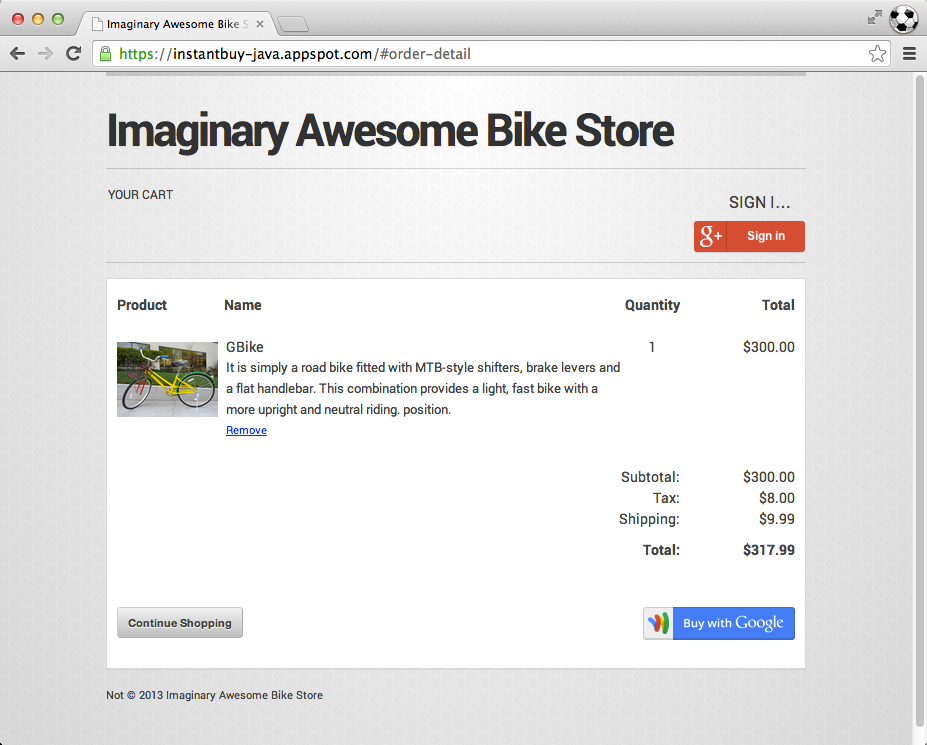 Imaginary Awesome Bike S
https://instantbuy-java.appspot.com/#order-detail
Imaginary Awesome Bike Store
YOUR CART
SIGN I...
g+ Sign in
Product Name Quantity Total
GBike 1 $300.00
It is simply a road bike fitted with MTB-style shifters, brake levers and
a flat handlebar. This combination provides a light, fast bike with a
more upright and neutral riding. position.
Remove
Subtotal: $300.00
Tax: $8.00
Shipping: $9.99
Total: $317.99
Continue Shopping Buy with Google
Not © 2013 Imaginary Awesome Bike Store